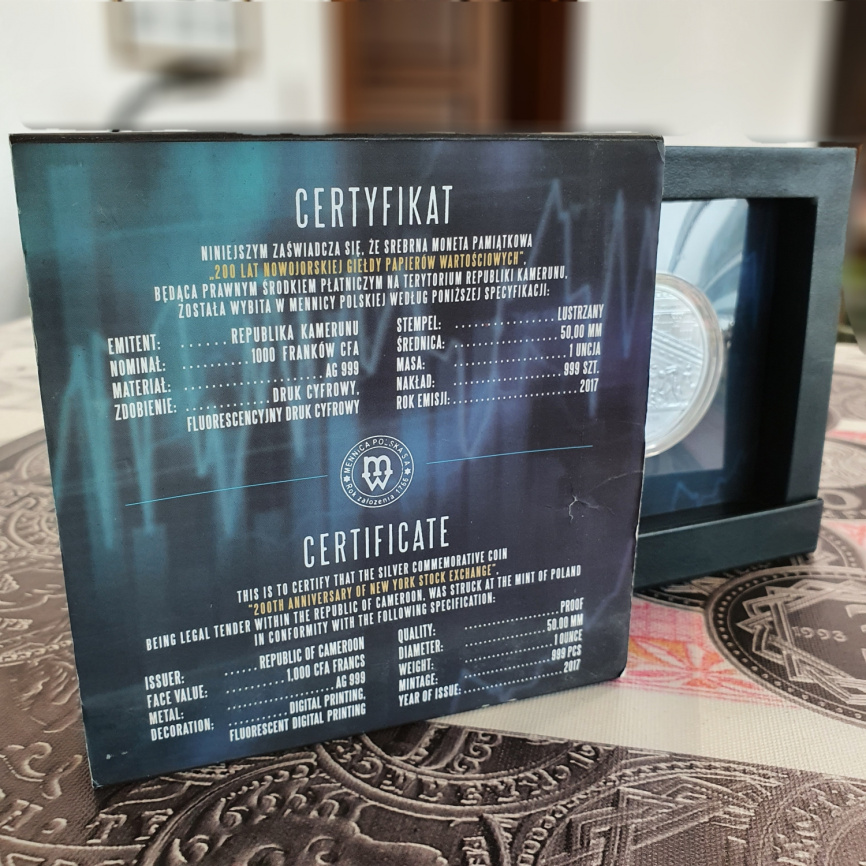 CERTYFIKAT
NINIEJSZYM ZAŚWIADCZA SIĘ, ŻE SREBRNA MONETA PAMIĄTKOWA
„200 LAT NOWOJORSKIEJ GIEŁDY PAPIERÓW WARTOŚCIOWYCH”,
BĘDĄCA PRAWNYM ŚRODKIEM PŁATNICZYM NA TERYTORIUM REPUBLIKI KAMERUNU,
ZOSTAŁA WYBITA W MENNICY POLSKIEJ WEDŁUG PONIŻSZEJ SPECYFIKACJI:
EMITENT: ........ REPUBLIKA KAMERUNU
NOMINAŁ: ........ 1000 FRANKÓW CFA
MATERIAŁ: ........ AG 999
ZDOBIENIE: ........ DRUK CYFROWY,
FLUORESCENCYJNY DRUK CYFROWY
STEMPEL: ........ LUSTRZANY
ŚREDNICA: ........ 50.00 MM
MASA: ........ 1 UNCJA
NAKŁAD: ........ 999 SZT.
ROK EMISJI: ........ 2017
MENNICA POLSKA S.A.
MW
Rok założenia 1766
CERTIFICATE
THIS IS TO CERTIFY THAT THE SILVER COMMEMORATIVE COIN
"200TH ANNIVERSARY OF NEW YORK STOCK EXCHANGE",
BEING LEGAL TENDER WITHIN THE REPUBLIC OF CAMEROON, WAS STRUCK AT THE MINT OF POLAND
IN CONFORMITY WITH THE FOLLOWING SPECIFICATION:
ISSUER: ........ REPUBLIC OF CAMEROON
FACE VALUE: ........ 1.000 CFA FRANCS
METAL: ........ AG 999
DECORATION: ........ DIGITAL PRINTING,
FLUORESCENT DIGITAL PRINTING
QUALITY: ........ PROOF
DIAMETER: ........ 50.00 MM
WEIGHT: ........ 1 OUNCE
MINTAGE: ........ 999 PCS
YEAR OF ISSUE: ........ 2017
1993